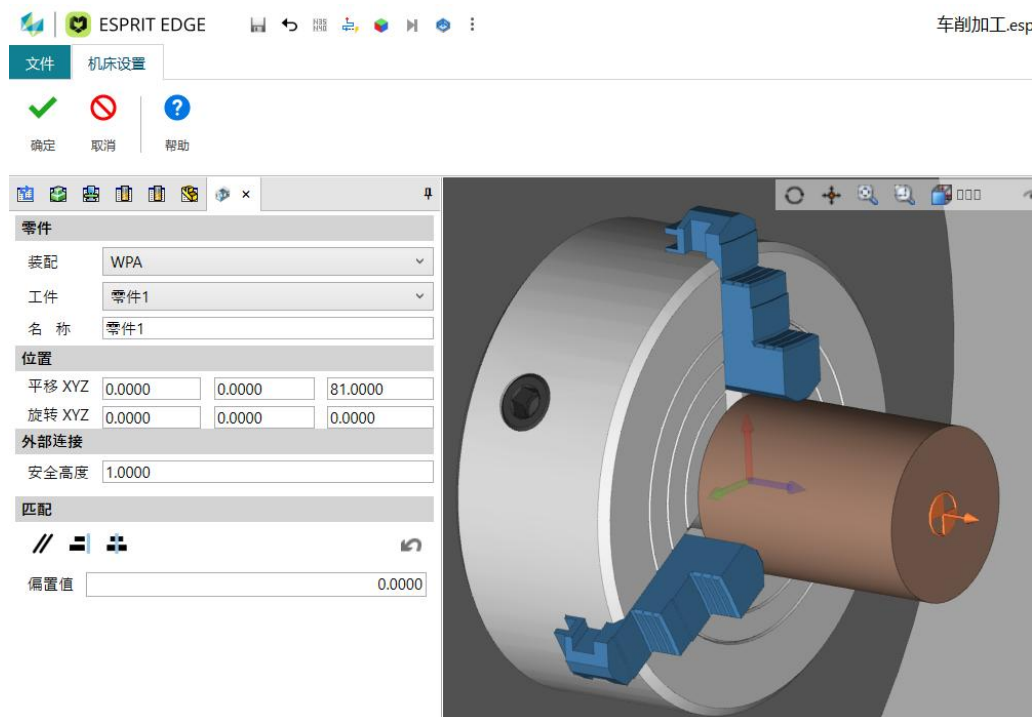 ESPRIT EDGE
车削加工.esp
文件 机床设置
确定 取消 帮助
零件
装配 WPA
工件 零件1
名 称 零件1
位置
平移 XYZ 0.0000 0.0000 81.0000
旋转 XYZ 0.0000 0.0000 0.0000
外部连接
安全高度 1.0000
匹配
偏置值 0.0000